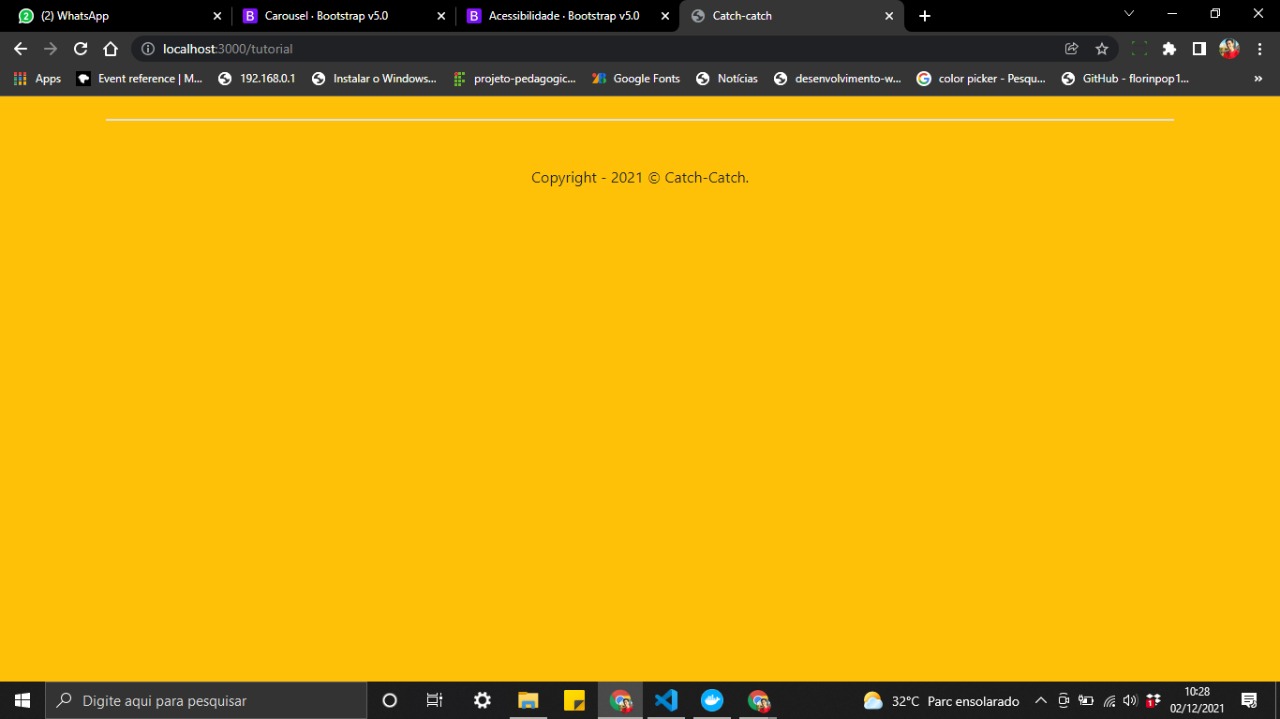 (2) WhatsApp
Carousel · Bootstrap v5.0
Acessibilidade · Bootstrap v5.0
Catch-catch
localhost:3000/tutorial
Apps
Event reference | M...
192.168.0.1
Instalar o Windows...
projeto-pedagogic...
Google Fonts
Notícias
desenvolvimento-w...
color picker - Pesqu...
GitHub - florinpop1...
»
Copyright - 2021 © Catch-Catch.
Digite aqui para pesquisar
32°C Parc ensolarado
10:28
02/12/2021